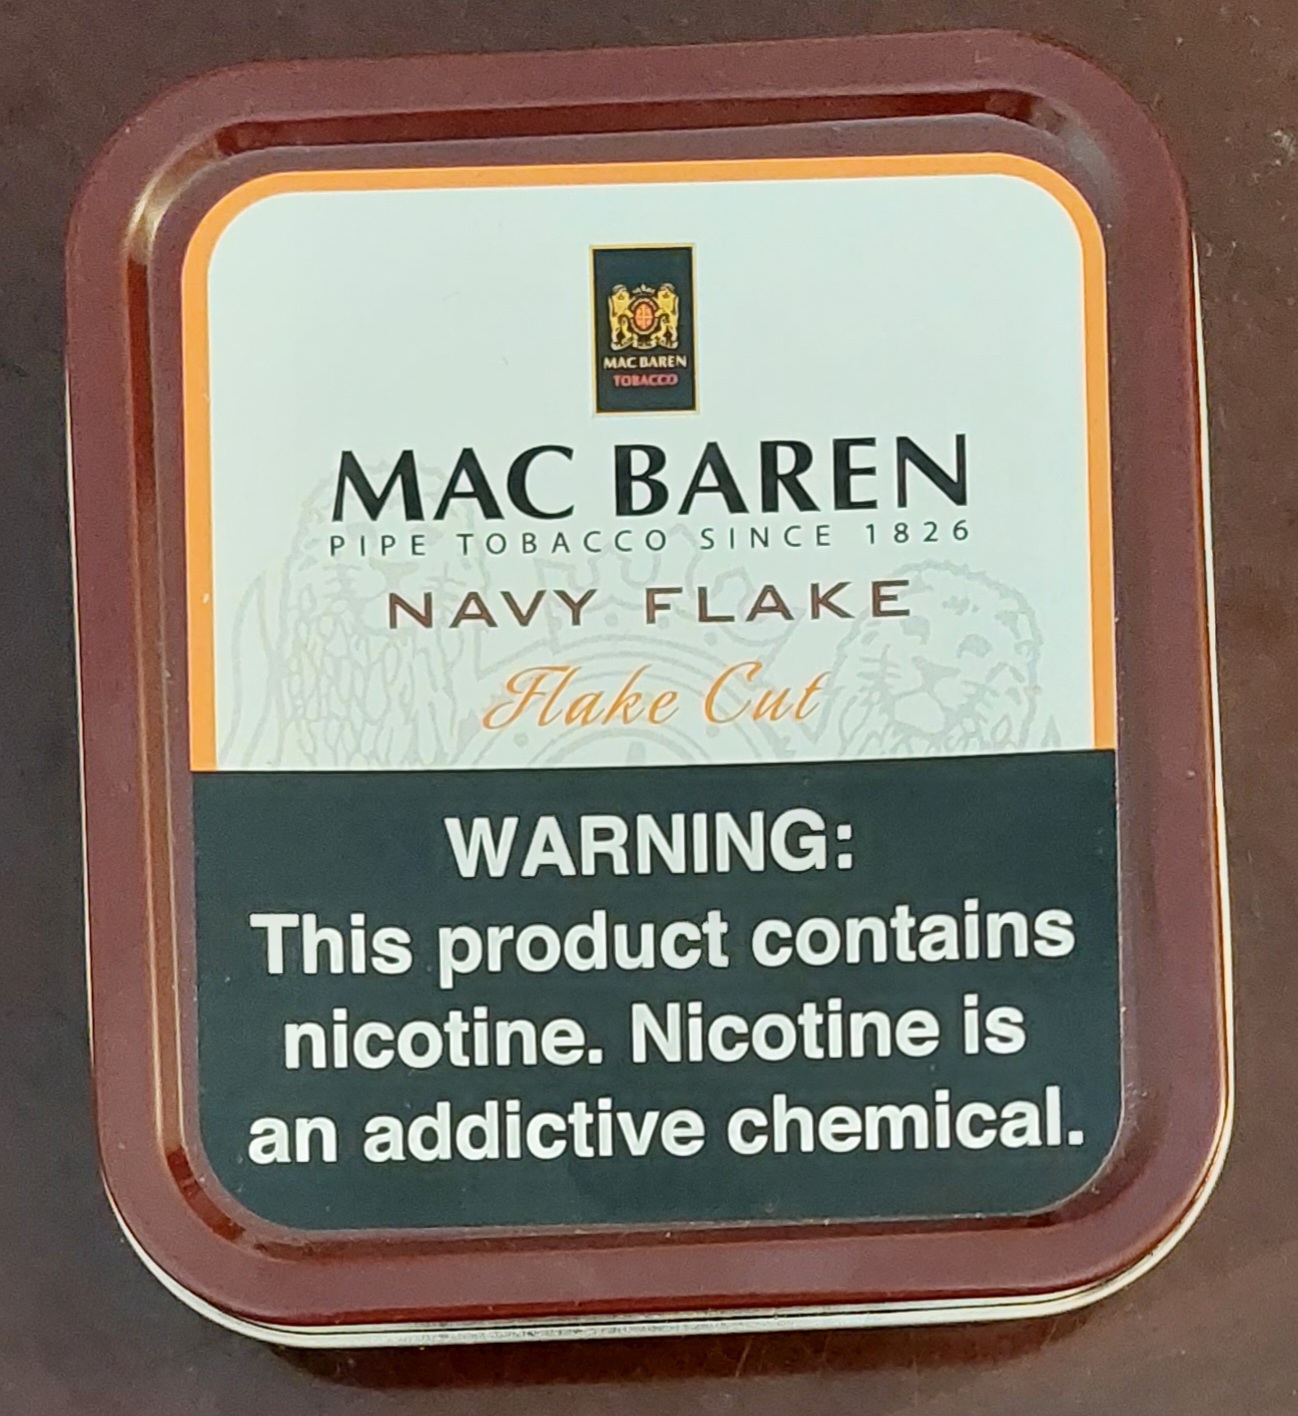 MAC BAREN
TOBACCO
MAC BAREN
PIPE TOBACCO SINCE 1826
NAVY FLAKE
Flake Cut
WARNING:
This product contains
nicotine. Nicotine is
an addictive chemical.